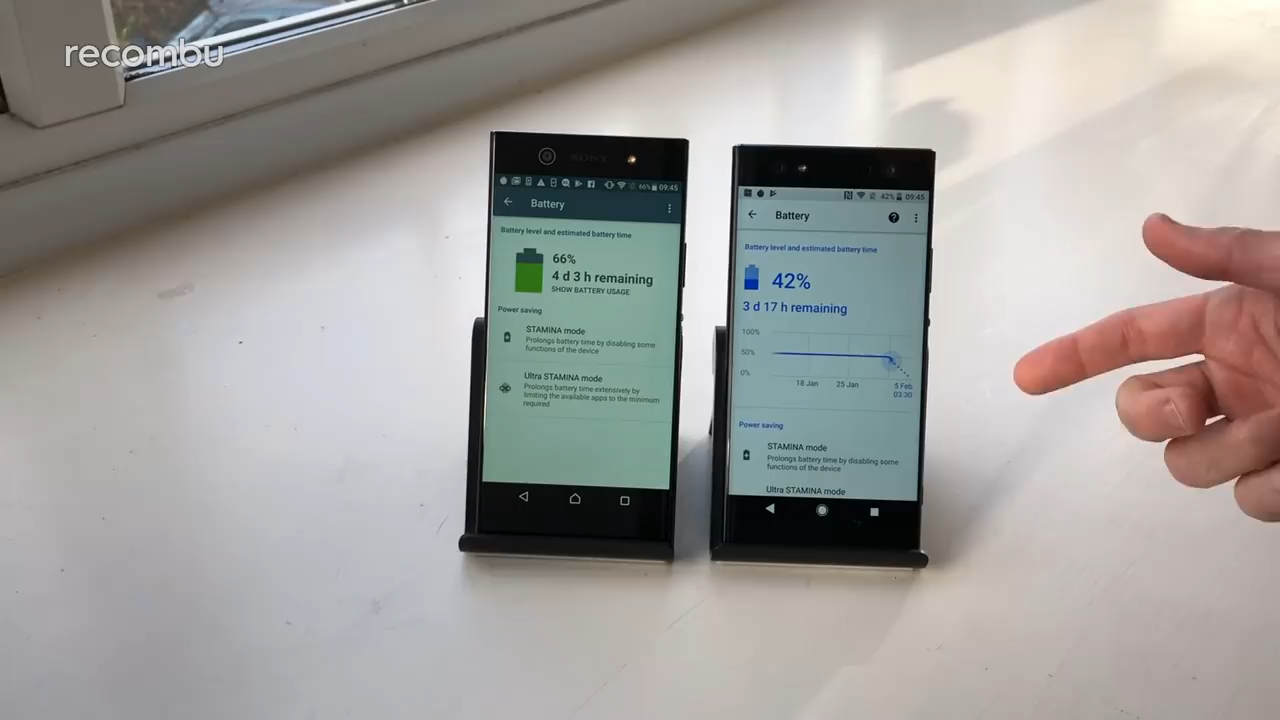 recombu
SONY
66% 09:45
Battery
Battery level and estimated battery time
66%
4 d 3 h remaining
SHOW BATTERY USAGE
Power saving
STAMINA mode
Prolongs battery time by disabling some
functions of the device
Ultra STAMINA mode
Prolongs battery time extensively by
limiting the available apps to the minimum
required
42% 09:45
Battery
Battery level and estimated battery time
42%
3 d 17 h remaining
100%
50%
0%
18 Jan 25 Jan 5 Feb
03:30
Power saving
STAMINA mode
Prolongs battery time by disabling some
functions of the device
Ultra STAMINA mode